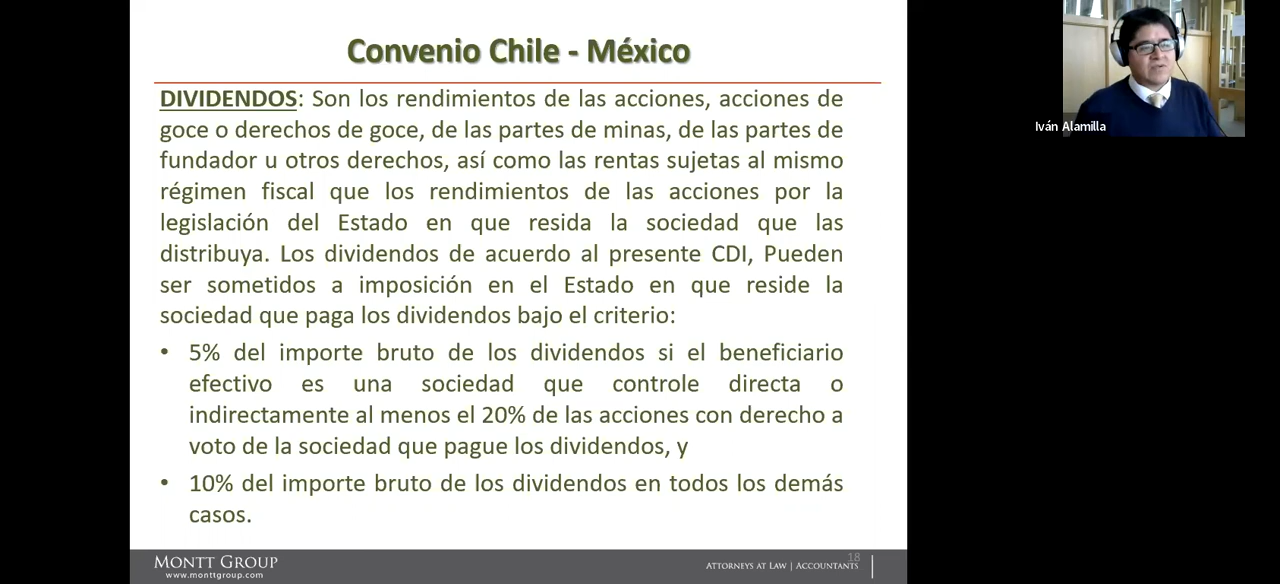 Convenio Chile - México
DIVIDENDOS: Son los rendimientos de las acciones, acciones de
goce o derechos de goce, de las partes de minas, de las partes de
fundador u otros derechos, así como las rentas sujetas al mismo
régimen fiscal que los rendimientos de las acciones por la
legislación del Estado en que resida la sociedad que las
distribuya. Los dividendos de acuerdo al presente CDI, Pueden
ser sometidos a imposición en el Estado en que reside la
sociedad que paga los dividendos bajo el criterio:
• 5% del importe bruto de los dividendos si el beneficiario
efectivo es una sociedad que controle directa o
indirectamente al menos el 20% de las acciones con derecho a
voto de la sociedad que pague los dividendos, y
• 10% del importe bruto de los dividendos en todos los demás
casos.
MONTT GROUP
www.monttgroup.com
18
ATTORNEYS AT LAW | ACCOUNTANTS
Iván Alamilla